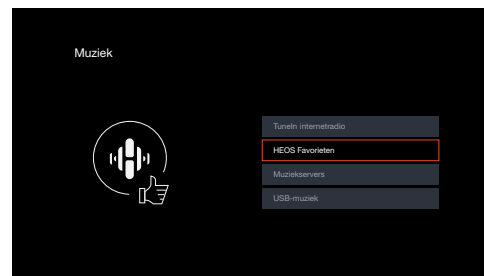 Muziek
TuneIn internetradio
HEOS Favorieten
Muziekservers
USB-muziek